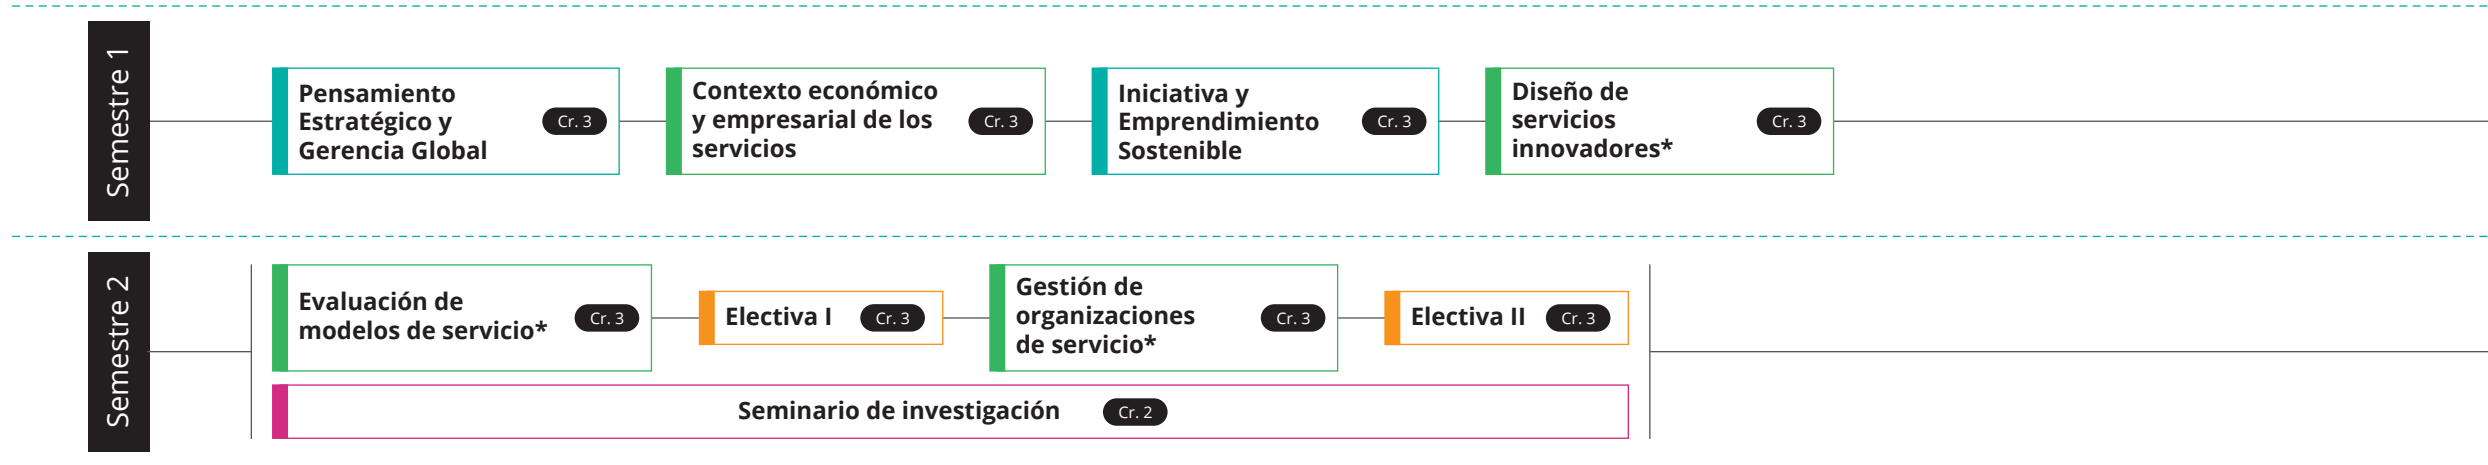 Semestre 1
Pensamiento
Estratégico y
Gerencia Global
Cr. 3
Contexto económico
y empresarial de los
servicios
Cr. 3
Iniciativa y
Emprendimiento
Sostenible
Cr. 3
Diseño de
servicios
innovadores*
Cr. 3
Semestre 2
Evaluación de
modelos de servicio*
Cr. 3
Electiva I
Cr. 3
Gestión de
organizaciones
de servicio*
Cr. 3
Electiva II
Cr. 3
Seminario de investigación
Cr. 2